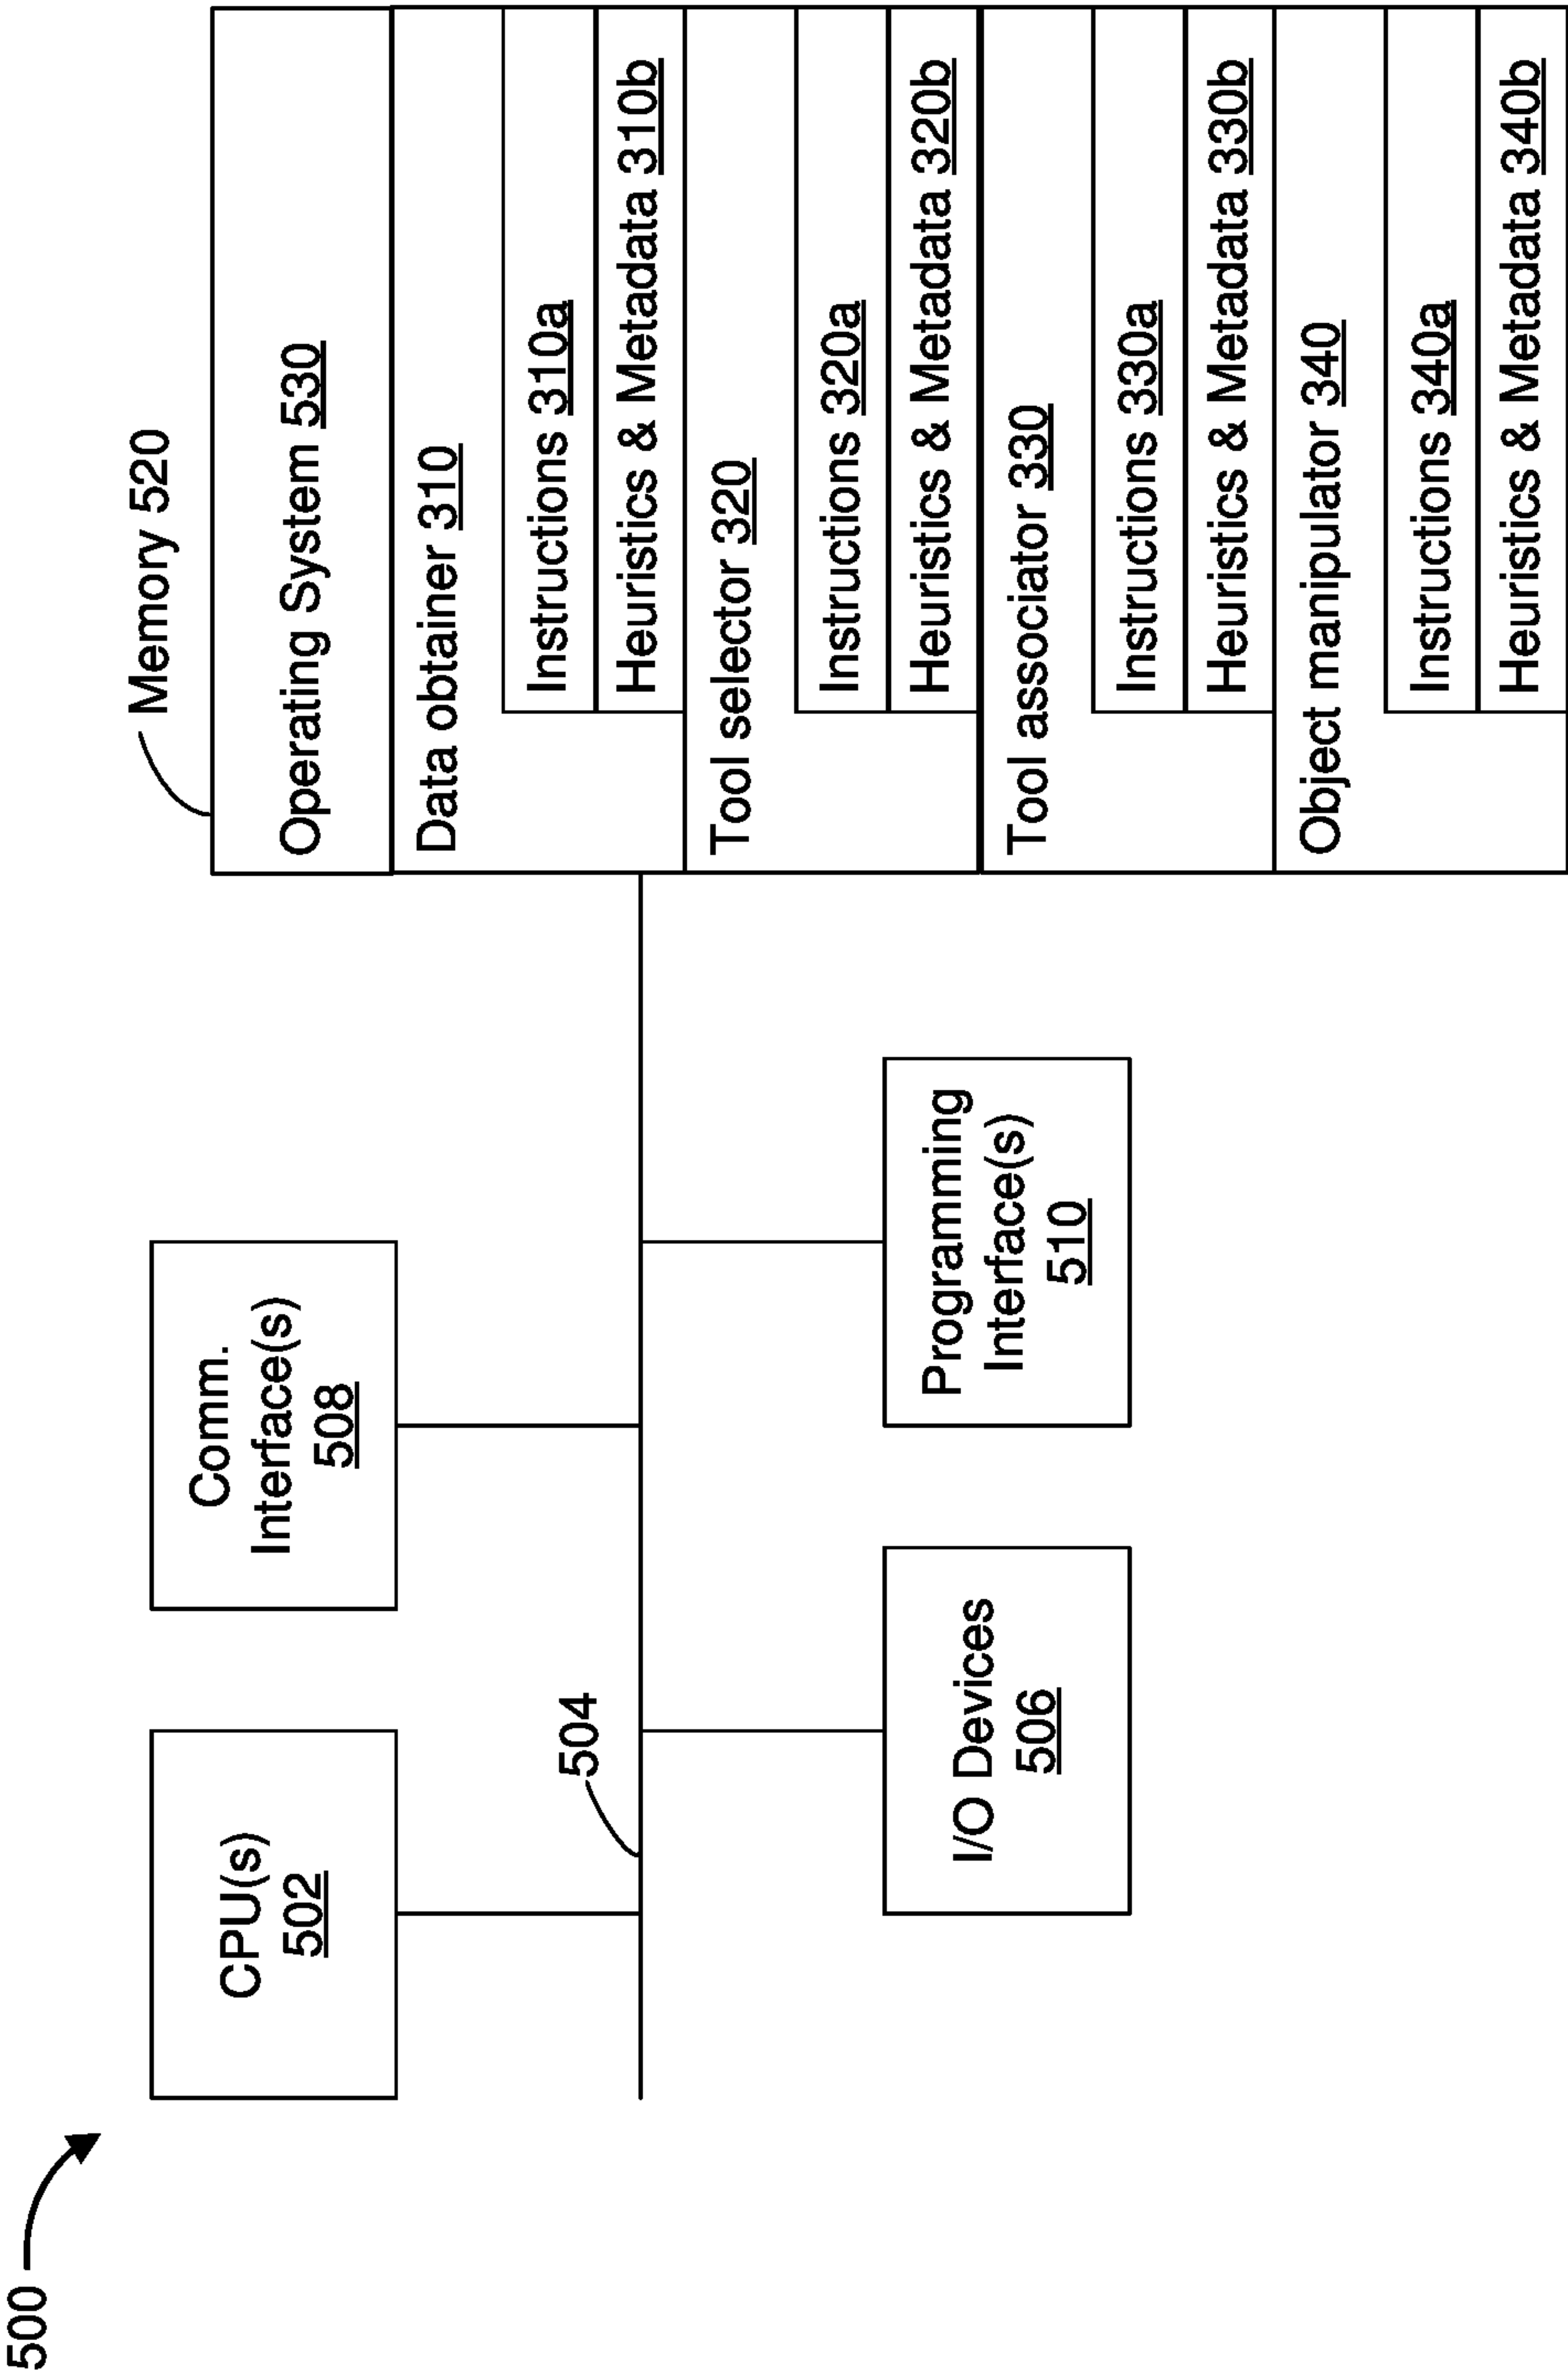 500
CPU(s)
502
Comm.
Interface(s)
508
504
I/O Devices
506
Programming
Interface(s)
510
Memory 520
Operating System 530
Data obtainer 310
Instructions 310a
Heuristics & Metadata 310b
Tool selector 320
Instructions 320a
Heuristics & Metadata 320b
Tool associator 330
Instructions 330a
Heuristics & Metadata 330b
Object manipulator 340
Instructions 340a
Heuristics & Metadata 340b